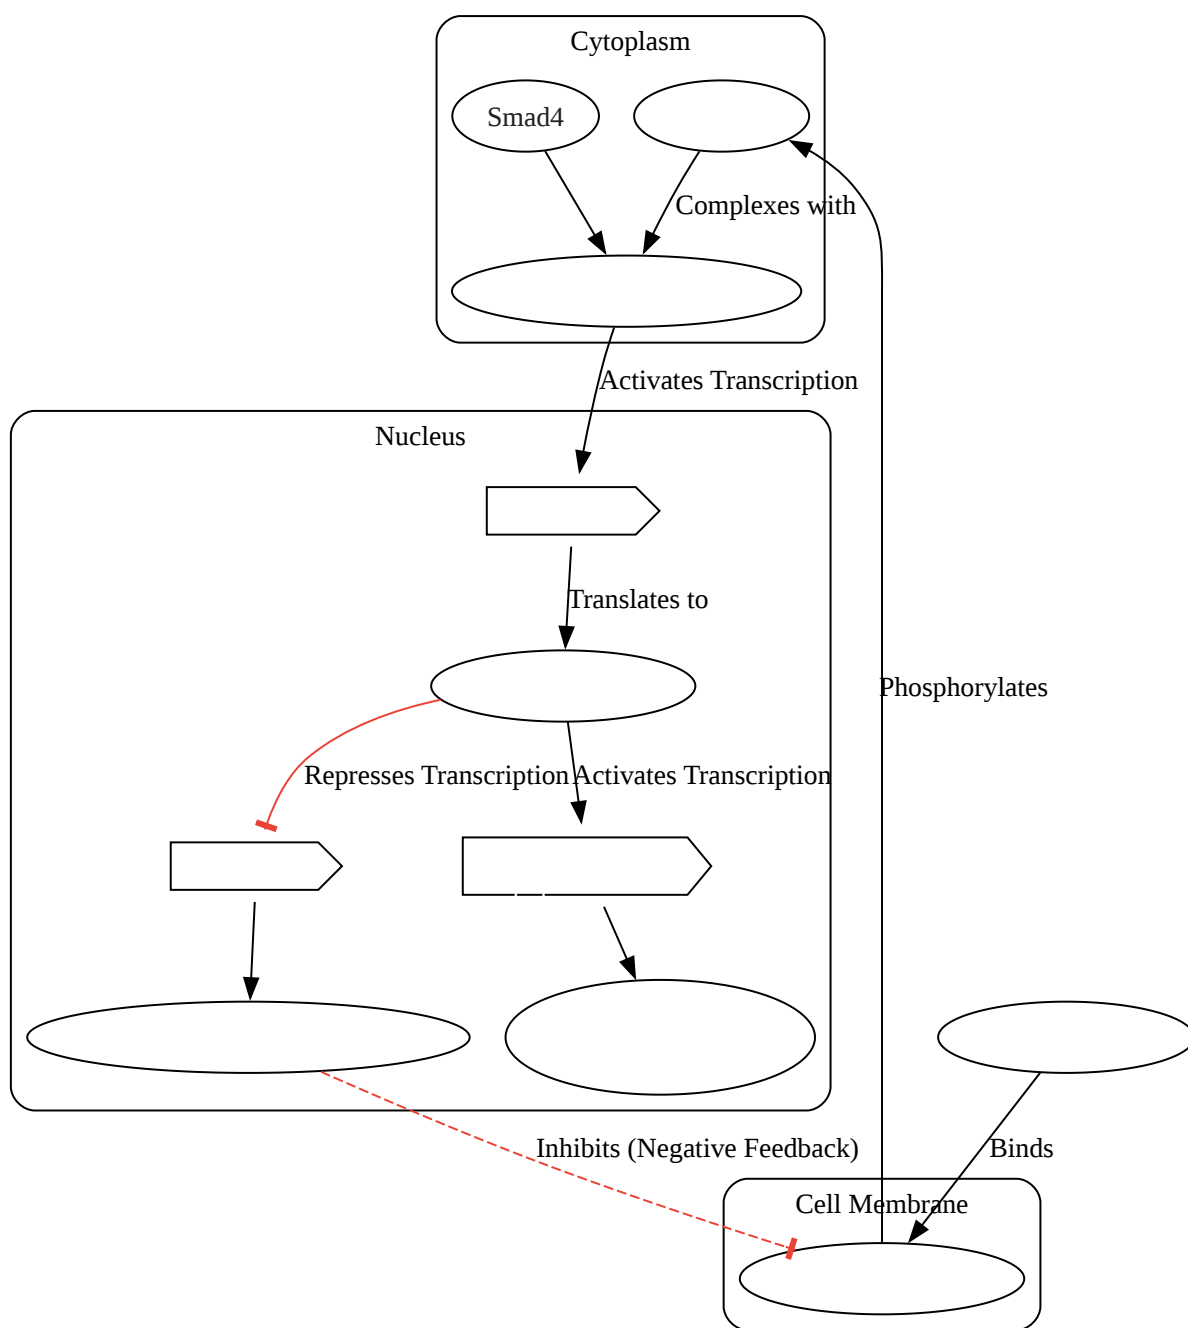 Cytoplasm
Smad4
Complexes with
Activates Transcription
Nucleus
Translates to
Phosphorylates
Represses Transcription
Activates Transcription
Inhibits (Negative Feedback)
Binds
Cell Membrane